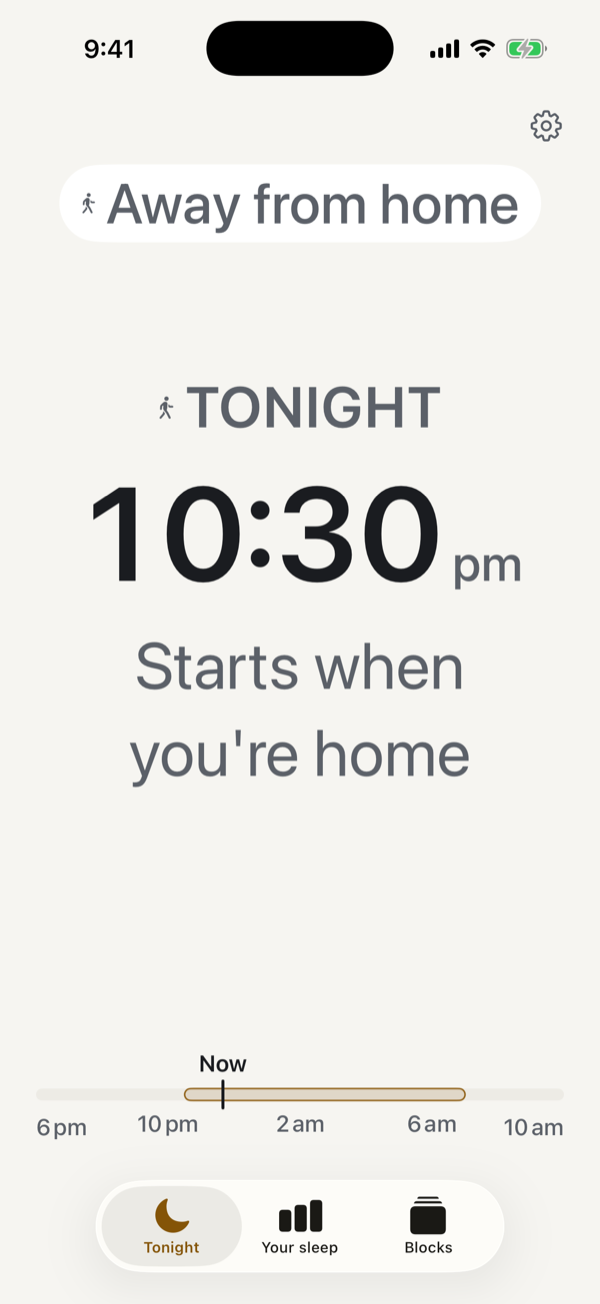 9:41
Away from home
TONIGHT
10:30 pm
Starts when
you're home
Now
6 pm 10 pm 2 am 6 am 10 am
Tonight Your sleep Blocks